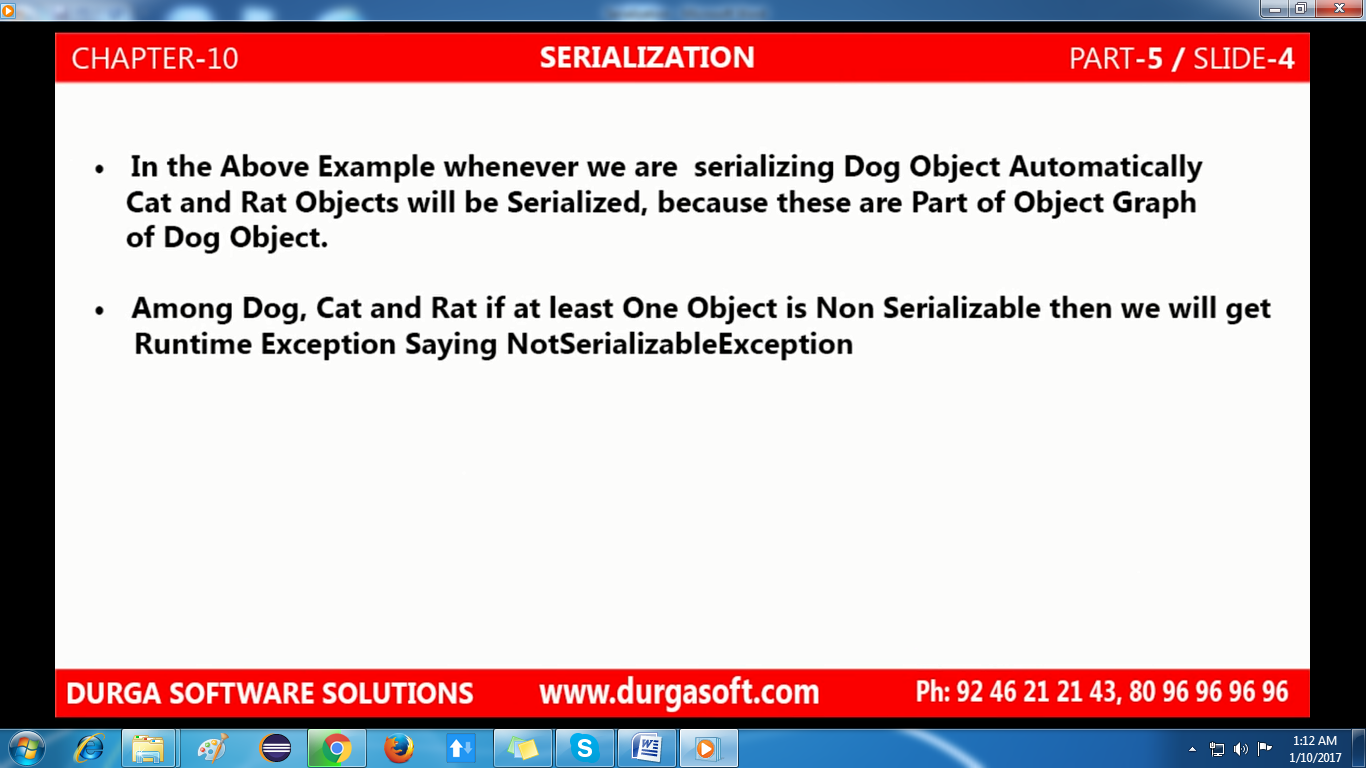 CHAPTER-10 SERIALIZATION PART-5 / SLIDE-4
• In the Above Example whenever we are serializing Dog Object Automatically
Cat and Rat Objects will be Serialized, because these are Part of Object Graph
of Dog Object.
• Among Dog, Cat and Rat if at least One Object is Non Serializable then we will get
Runtime Exception Saying NotSerializableException
DURGA SOFTWARE SOLUTIONS www.durgasoft.com Ph: 92 46 21 21 43, 80 96 96 96 96
1:12 AM
1/10/2017